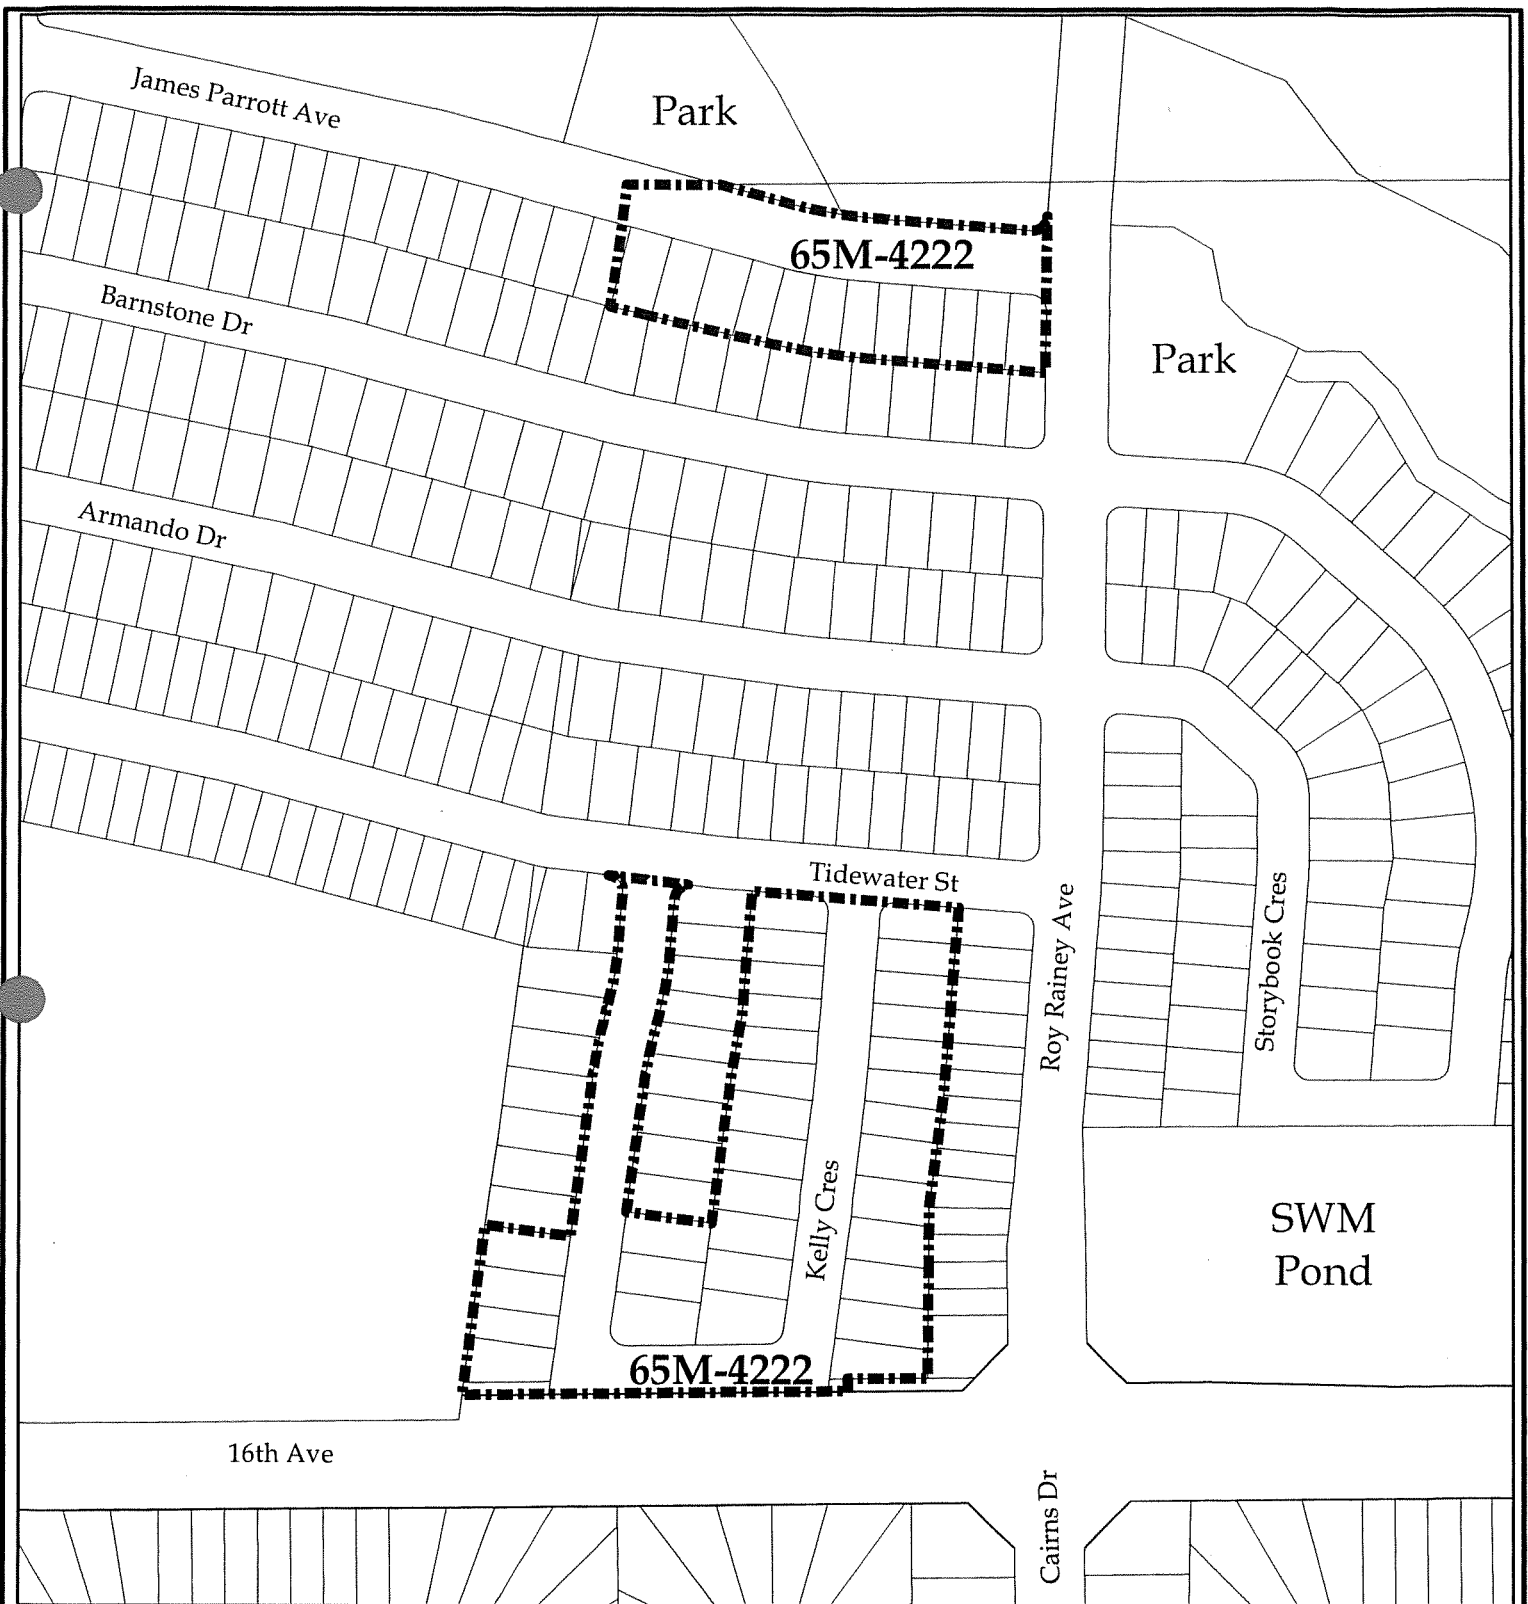 James Parrott Ave
Park
65M-4222
Barnstone Dr
Park
Armando Dr
Tidewater St
Roy Rainey Ave
Storybook Cres
Kelly Cres
SWM
Pond
65M-4222
16th Ave
Cairns Dr